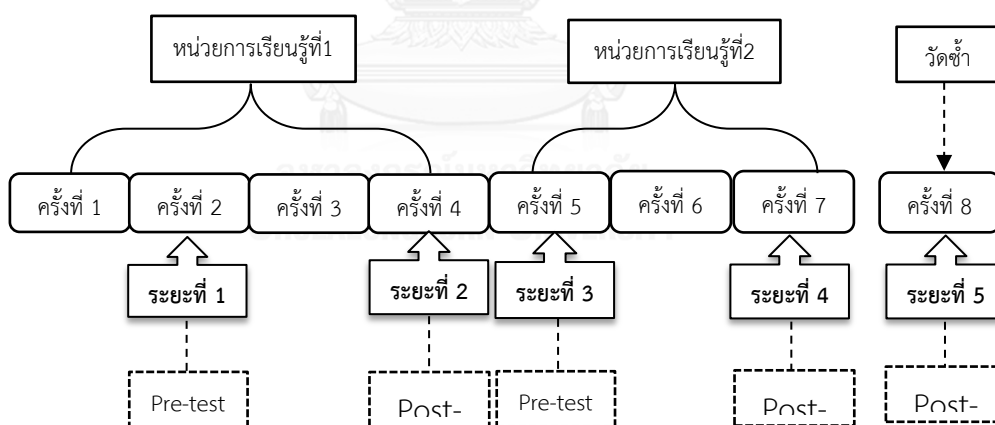 หน่วยการเรียนรู้ที่1
หน่วยการเรียนรู้ที่2
วัดซ้ำ
ครั้งที่ 1
ครั้งที่ 2
ครั้งที่ 3
ครั้งที่ 4
ครั้งที่ 5
ครั้งที่ 6
ครั้งที่ 7
ครั้งที่ 8
ระยะที่ 1
ระยะที่ 2
ระยะที่ 3
ระยะที่ 4
ระยะที่ 5
Pre-test
Post-
Pre-test
Post-
Post-